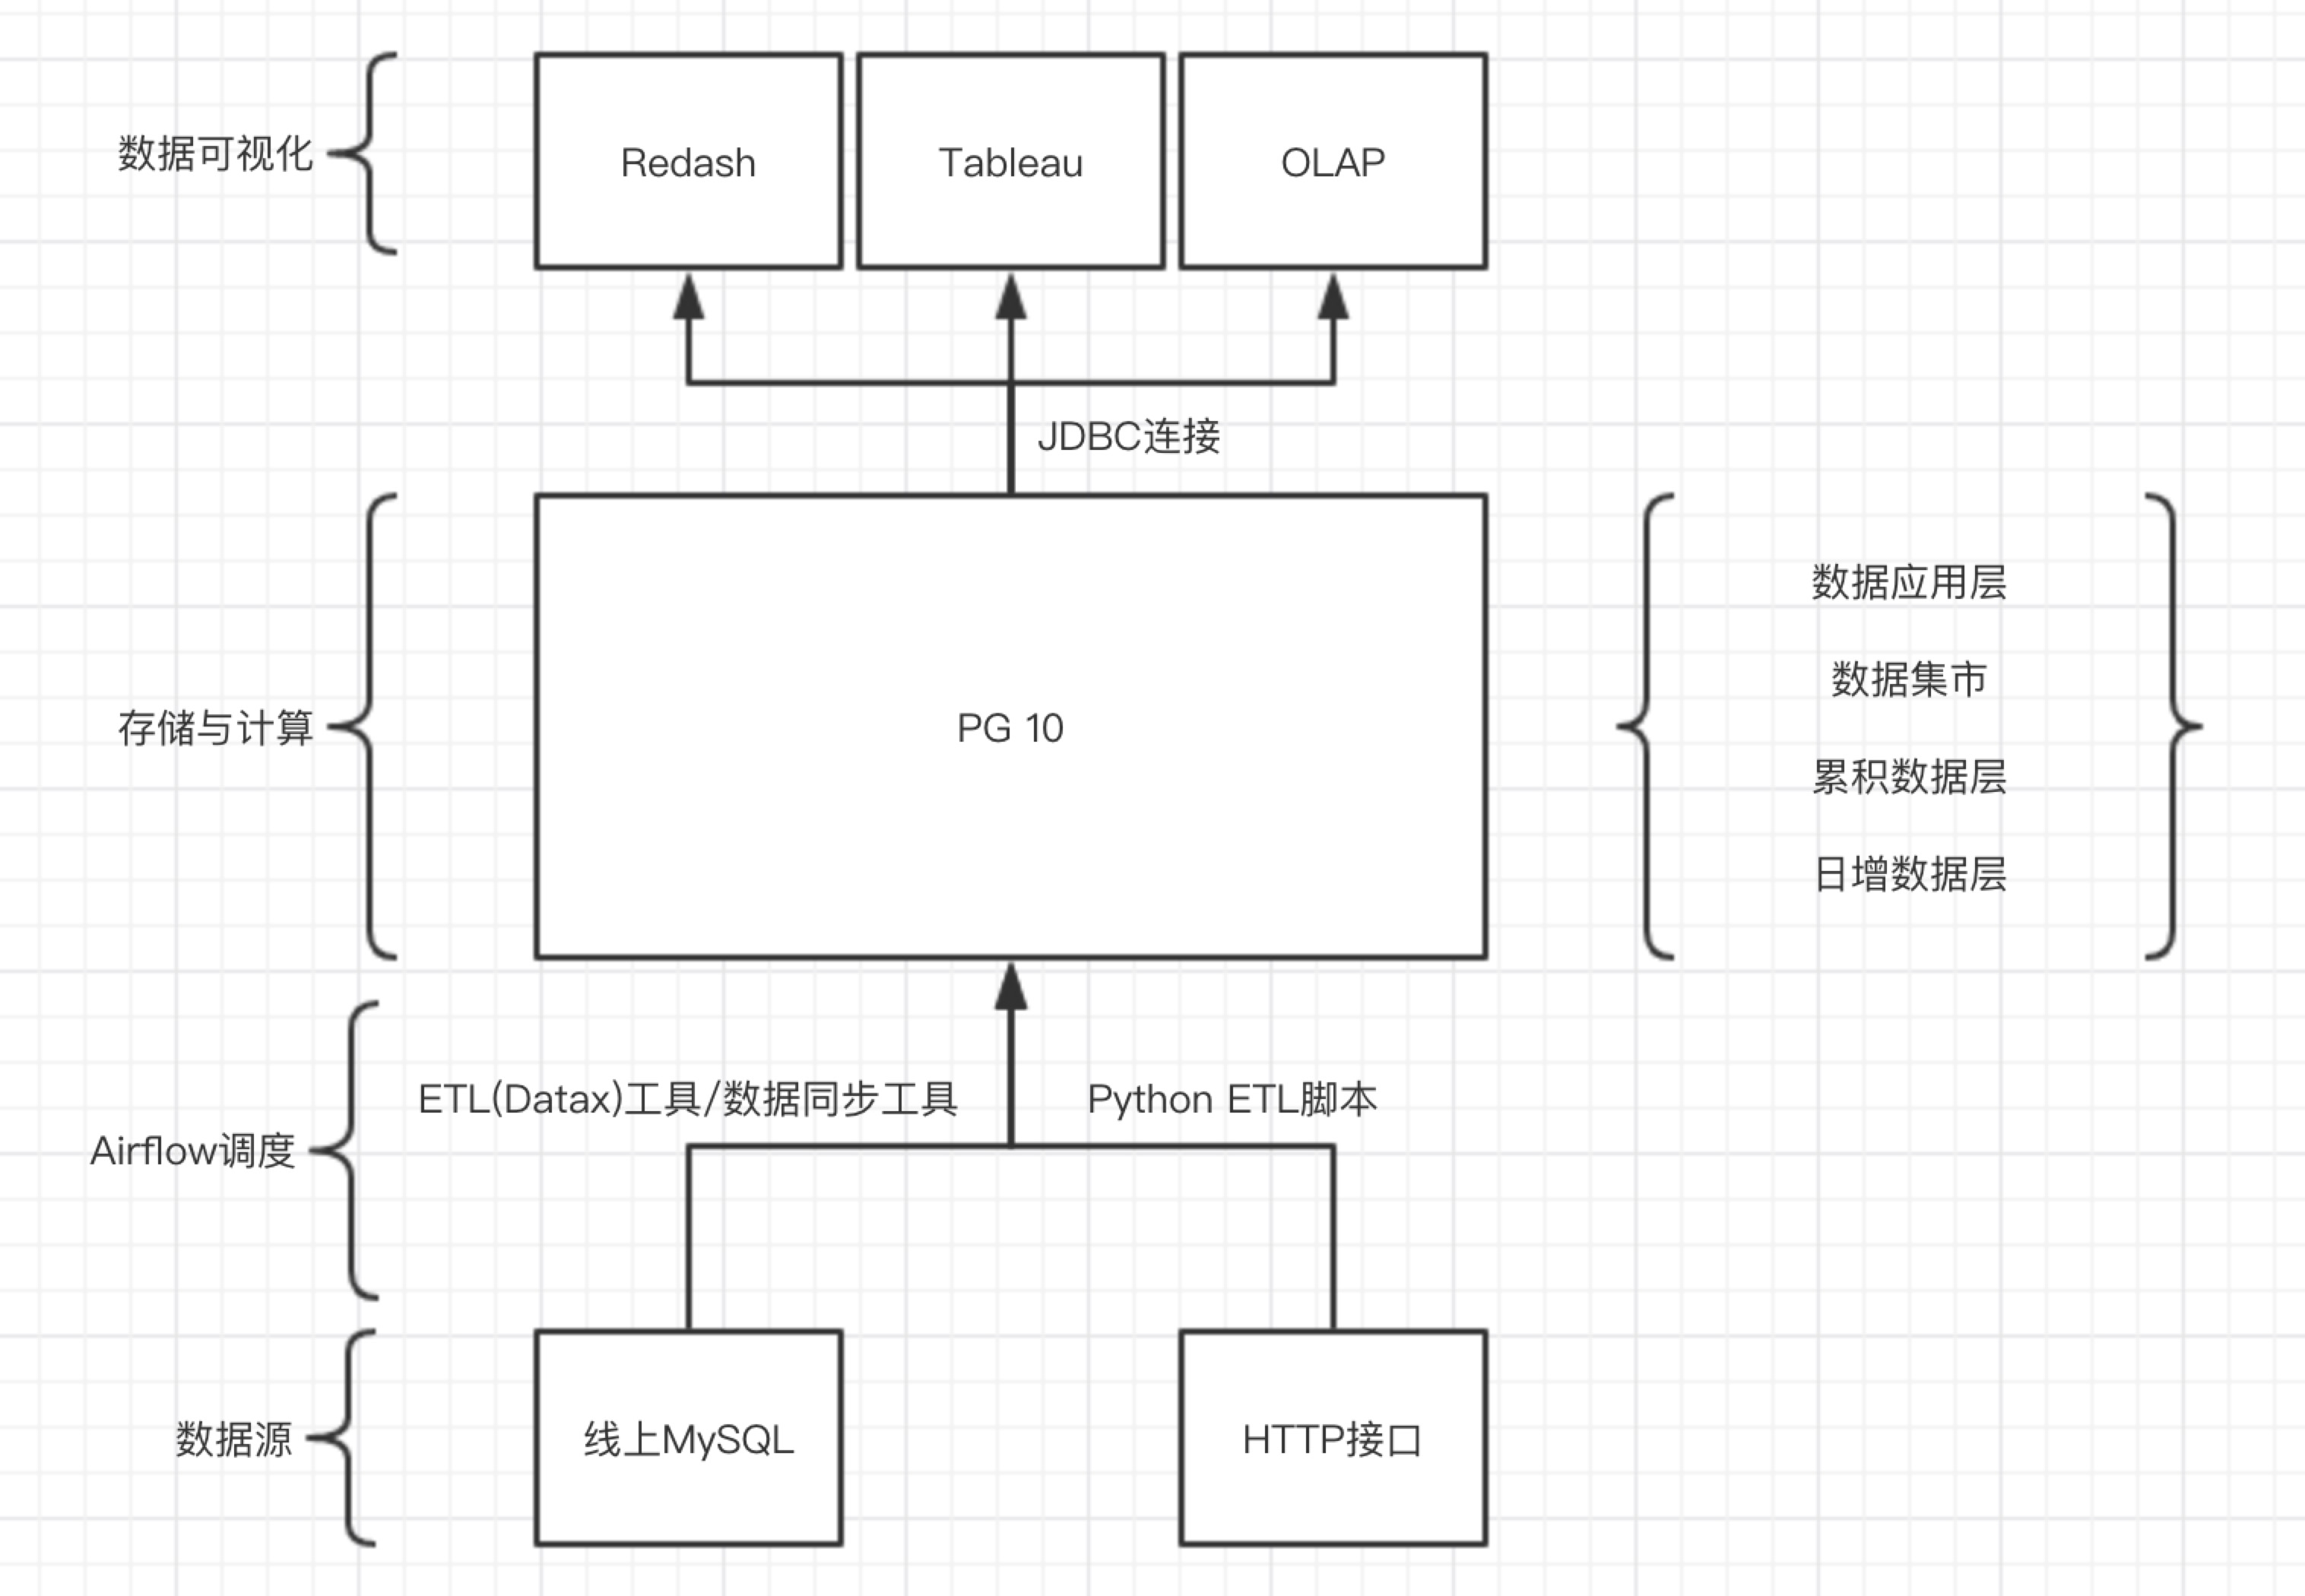 数据可视化
Redash
Tableau
OLAP
JDBC连接
存储与计算
PG 10
数据应用层
数据集市
累积数据层
日增数据层
Airflow调度
ETL(Datax)工具/数据同步工具
Python ETL脚本
数据源
线上MySQL
HTTP接口